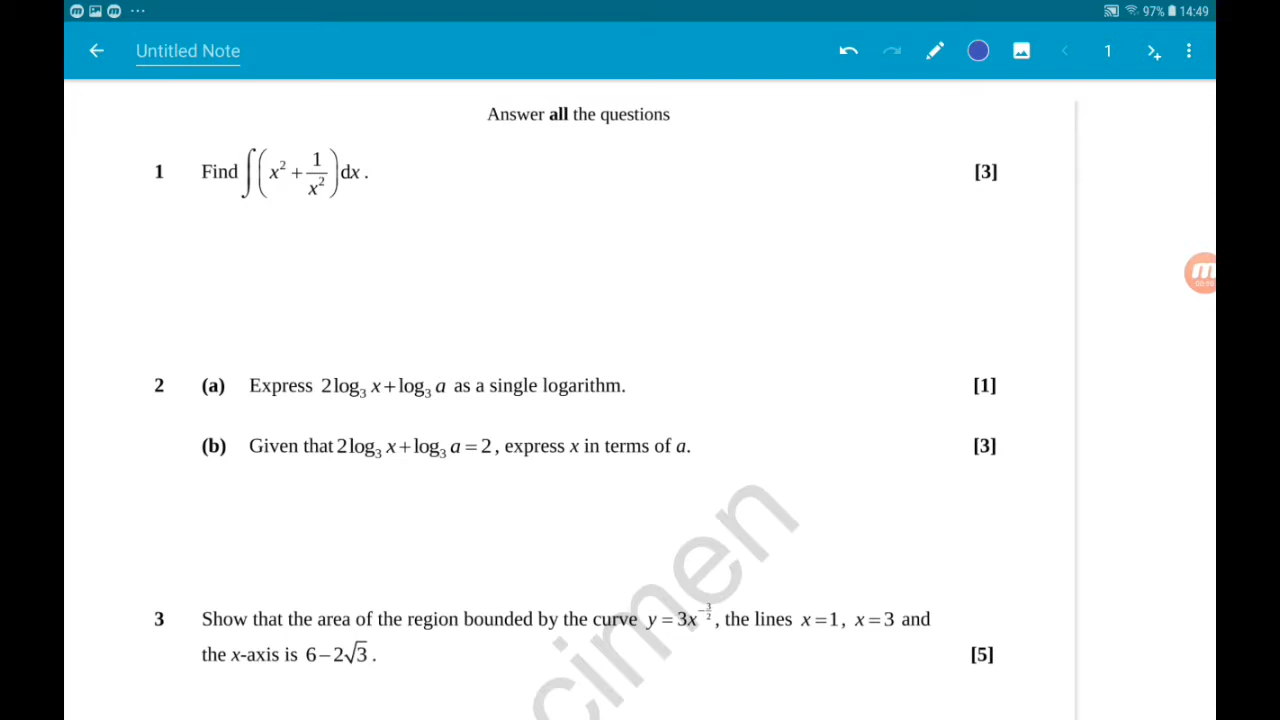 97% 14:49
Untitled Note
1
Answer all the questions
1 Find ∫(x² + 1/x²)dx. [3]
2 (a) Express 2log₃ x + log₃ a as a single logarithm. [1]
(b) Given that 2log₃ x + log₃ a = 2, express x in terms of a. [3]
3 Show that the area of the region bounded by the curve y = 3x^(-3/2), the lines x = 1, x = 3 and
the x-axis is 6 − 2√3. [5]
cimen